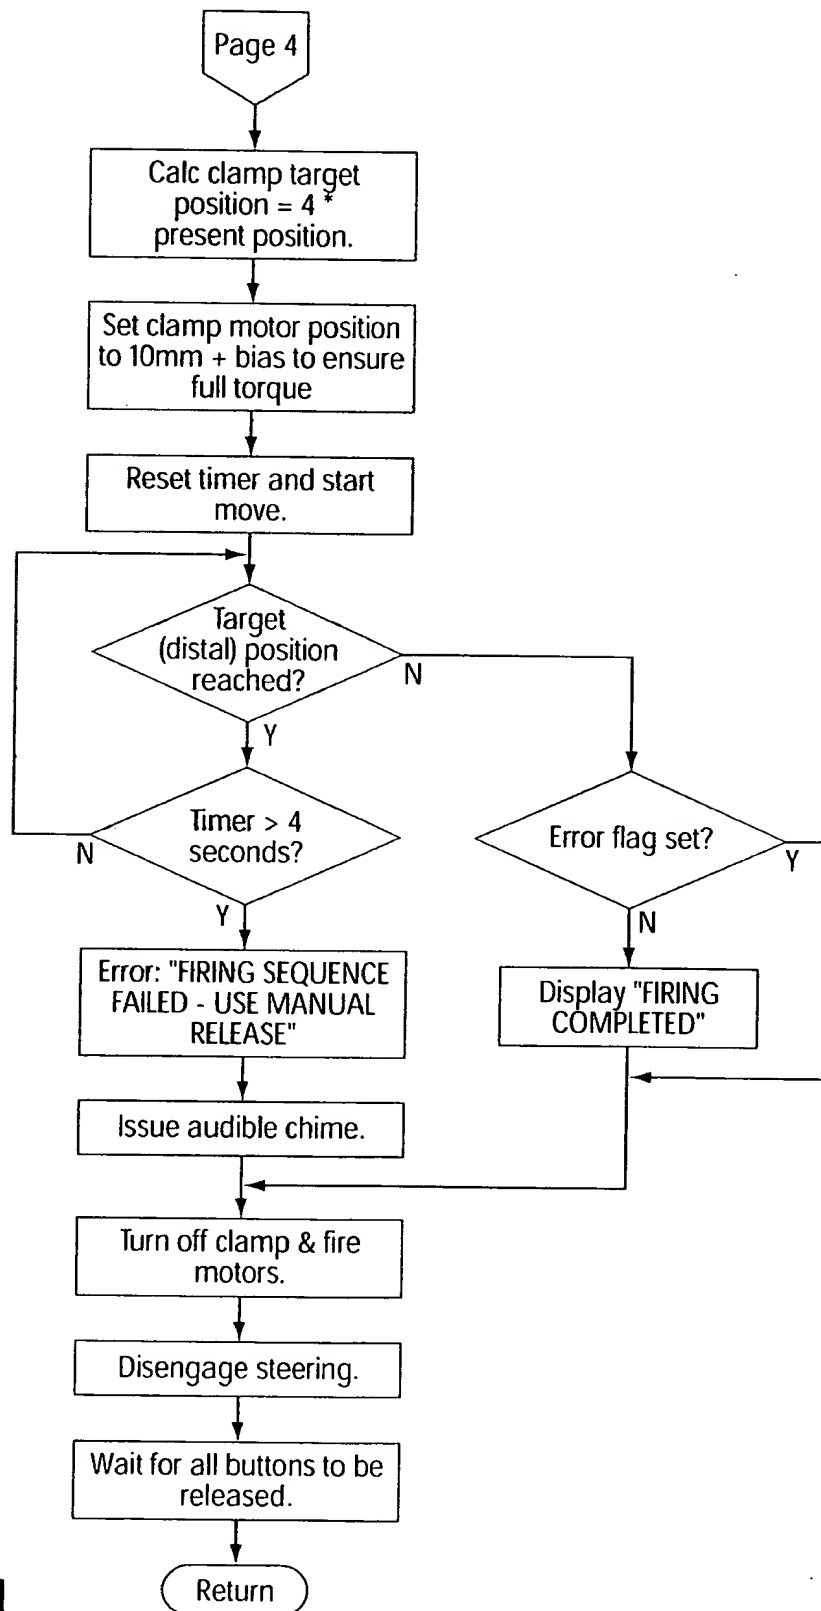 Page 4
Calc clamp target
position = 4 *
present position.
Set clamp motor position
to 10mm + bias to ensure
full torque
Reset timer and start
move.
Target
(distal) position
reached?
N
Y
Timer > 4
seconds?
N
Y
Error flag set?
Y
N
Error: "FIRING SEQUENCE
FAILED - USE MANUAL
RELEASE"
Display "FIRING
COMPLETED"
Issue audible chime.
Turn off clamp & fire
motors.
Disengage steering.
Wait for all buttons to be
released.
Return